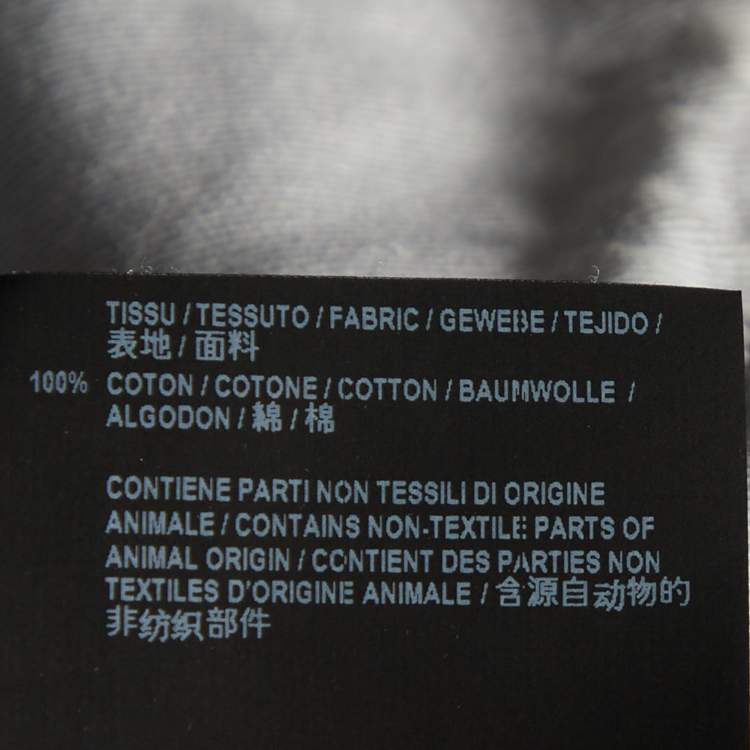 TISSU / TESSUTO / FABRIC / GEWEBE / TEJIDO /
表地 / 面料
100% COTON / COTONE / COTTON / BAUMWOLLE /
ALGODON / 綿 / 棉
CONTIENE PARTI NON TESSILI DI ORIGINE
ANIMALE / CONTAINS NON-TEXTILE PARTS OF
ANIMAL ORIGIN / CONTIENT DES PARTIES NON
TEXTILES D'ORIGINE ANIMALE / 含源自动物的
非纺织部件